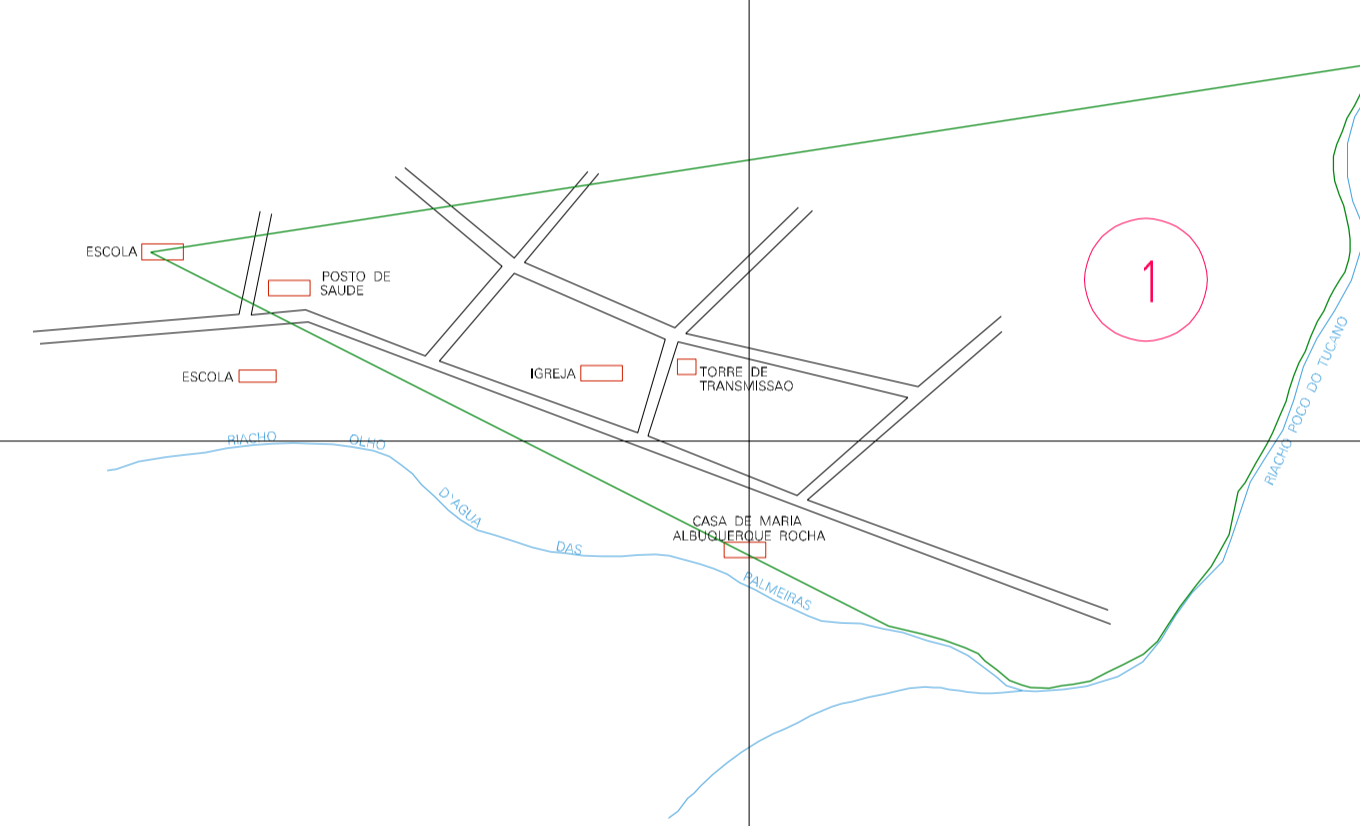 ESCOLA
POSTO DE
SAUDE
1
ESCOLA
IGREJA
TORRE DE
TRANSMISSAO
RIACHO OLHO D'AGUA DAS PALMEIRAS
RIACHO POCO DO TUCANO
CASA DE MARIA
ALBUQUERQUE ROCHA